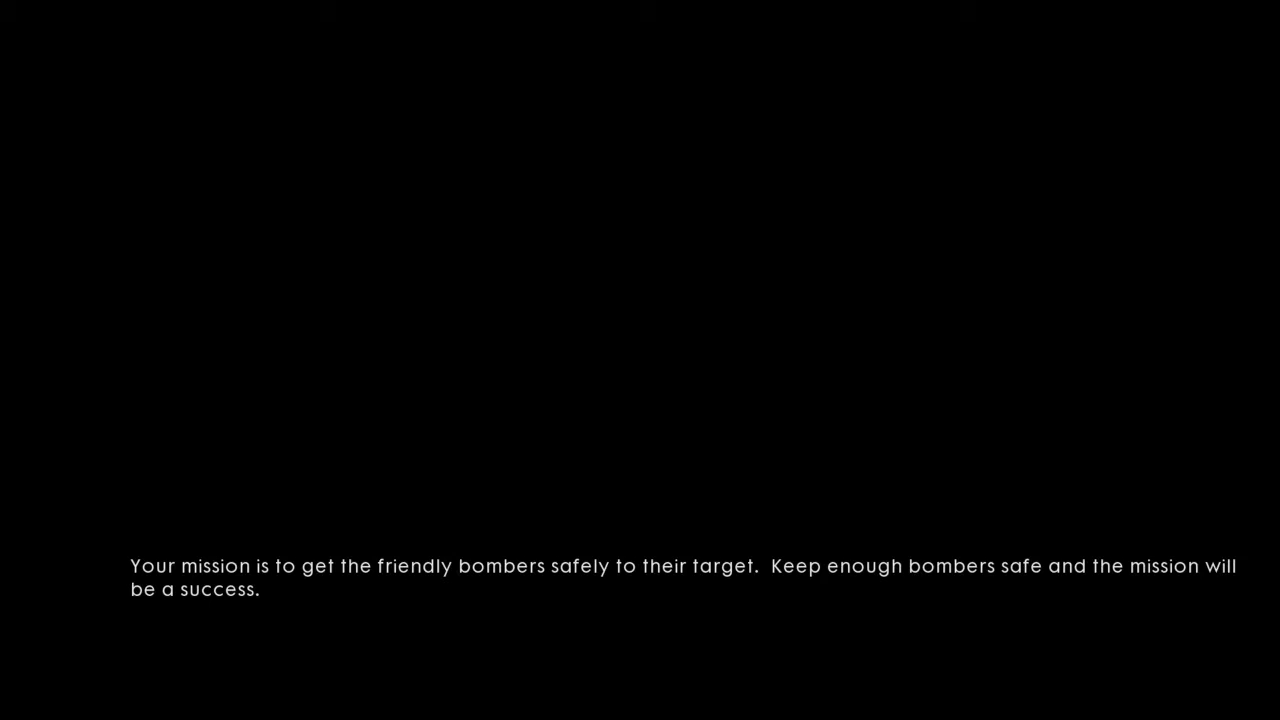 Your mission is to get the friendly bombers safely to their target.  Keep enough bombers safe and the mission will
be a success.